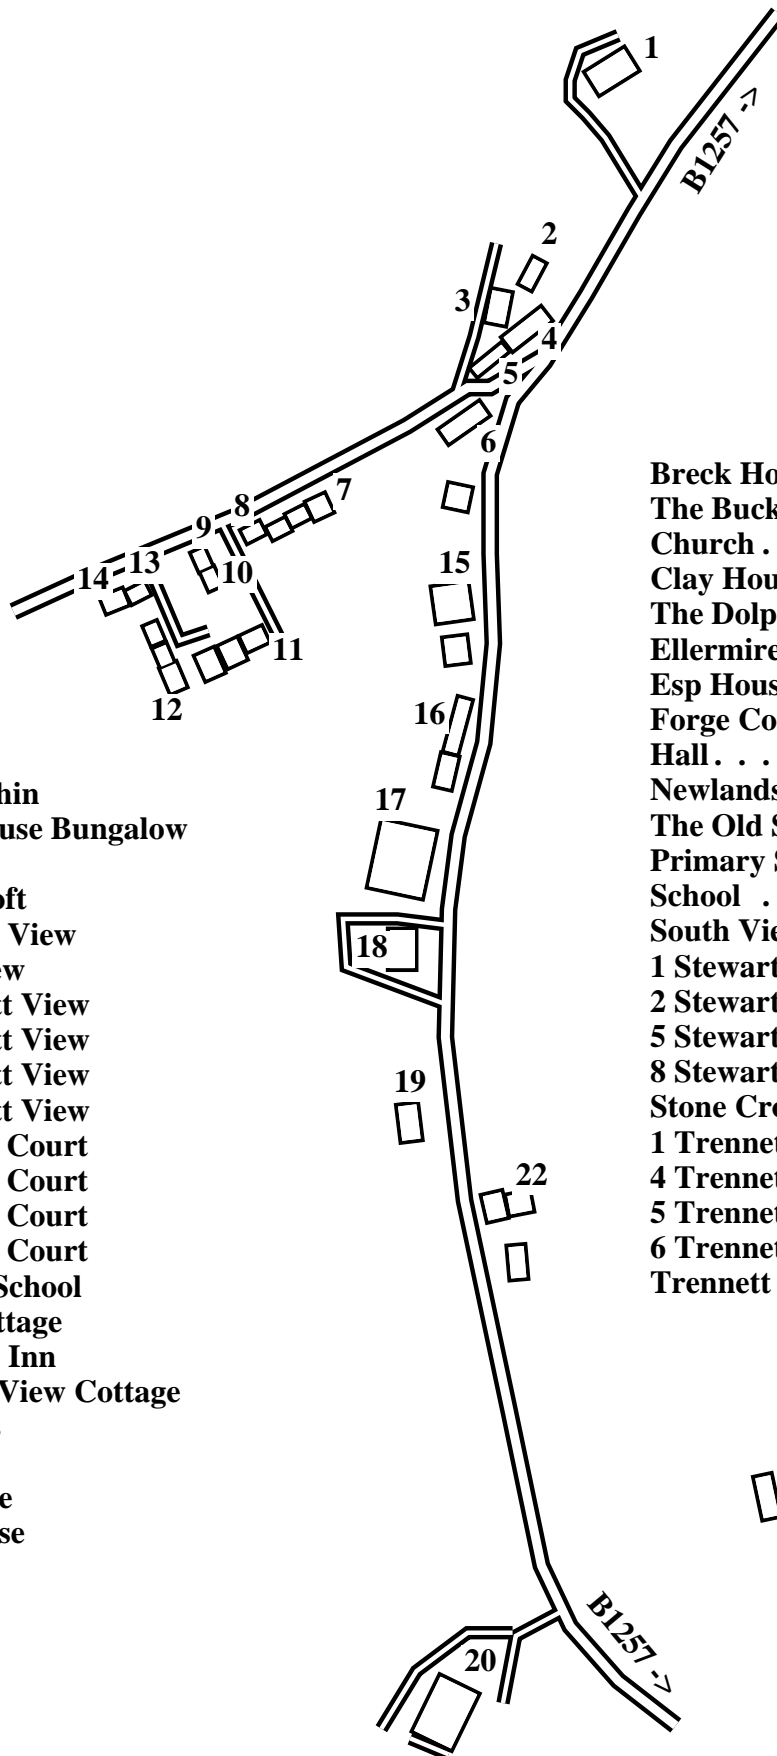 1
B1257 ->
2
3
4
5
6
7
8
9
10
13
14
11
12
15
16
17
18
19
22
20
B1257 ->
hin
use Bungalow
oft
View
ew
tt View
tt View
tt View
tt View
Court
Court
Court
Court
School
ttage
Inn
View Cottage
e
se
Breck Ho
The Buck
Church .
Clay Hou
The Dolp
Ellermire
Esp Hous
Forge Co
Hall . . .
Newlands
The Old S
Primary S
School .
South Vie
1 Stewart
2 Stewart
5 Stewart
8 Stewart
Stone Cro
1 Trennet
4 Trennet
5 Trennet
6 Trennet
Trennett